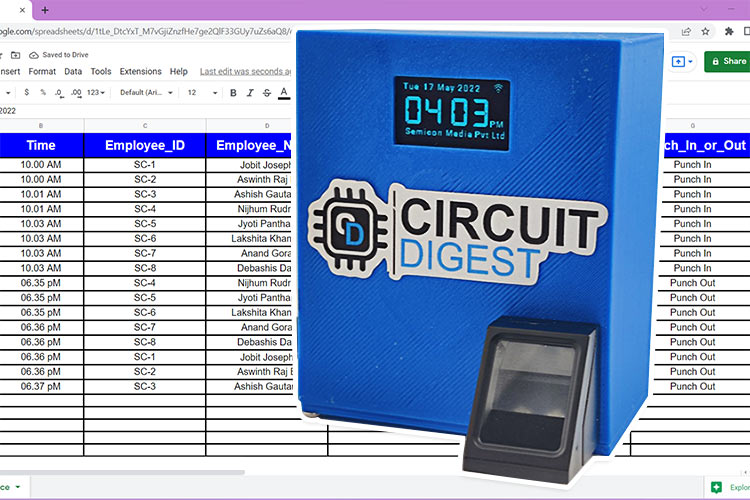 ogle.com/spreadsheets/d/1tLe_DtcYxT_M7vGjiZnzfHe7ge2QlF33GUy7uZs6aQ8/
Saved to Drive
nsert Format Data Tools Extensions Help Last edit was seconds ag
Share
$ % .0 .00 123 Default (Ari... 12 B I S A
2022
B C D G
Time Employee_ID Employee_N ch_In_or_Out
10.00 AM SC-1 Jobit Joseph Punch In
10.00 AM SC-2 Aswinth Raj Punch In
10.01 AM SC-3 Ashish Gauta Punch In
10.01 AM SC-4 Nijhum Rudr Punch In
10.03 AM SC-5 Jyoti Pantha Punch In
10.03 AM SC-6 Lakshita Khan Punch In
10.03 AM SC-7 Anand Gora Punch In
10.03 AM SC-8 Debashis Da Punch In
06.35 pM SC-4 Nijhum Rudr Punch Out
06.35 pM SC-5 Jyoti Pantha Punch Out
06.35 pM SC-6 Lakshita Khan Punch Out
06.36 pM SC-7 Anand Gora Punch Out
06.36 pM SC-8 Debashis Da Punch Out
06.36 pM SC-1 Jobit Joseph Punch Out
06.36 pM SC-2 Aswinth Raj Punch Out
06.37 pM SC-3 Ashish Gauta Punch Out
ce
Explor
Tue 17 May 2022
04 03 PM
Semicon Media Pvt Ltd
CD
CIRCUIT
DIGEST